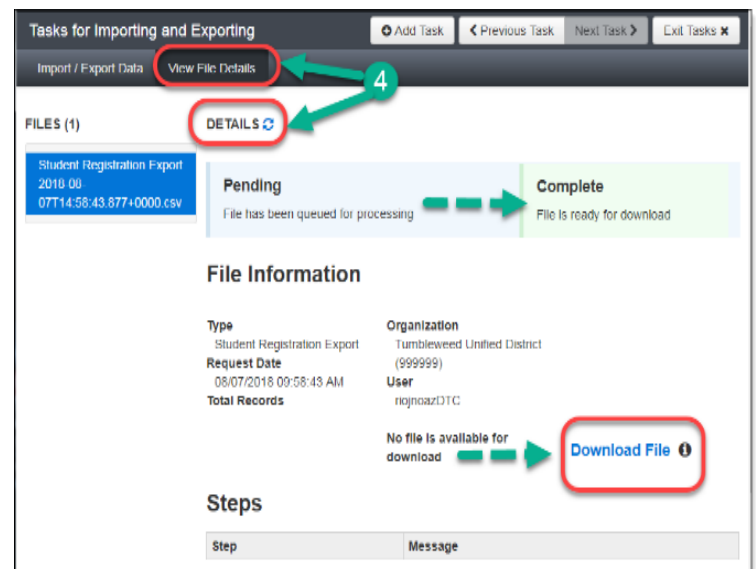 Tasks for Importing and Exporting
Add Task
Previous Task
Next Task
Exit Tasks
Import / Export Data
View File Details
4
FILES (1)
DETAILS
Student Registration Export
2018-08-
07T14:58:43.877+0000.csv
Pending
File has been queued for processing
Complete
File is ready for download
File Information
Type
Student Registration Export
Request Date
08/07/2018 09:58:43 AM
Total Records
Organization
Tumbleweed Unified District
(999999)
User
No file is available for
download
Download File
Steps
Step
Message